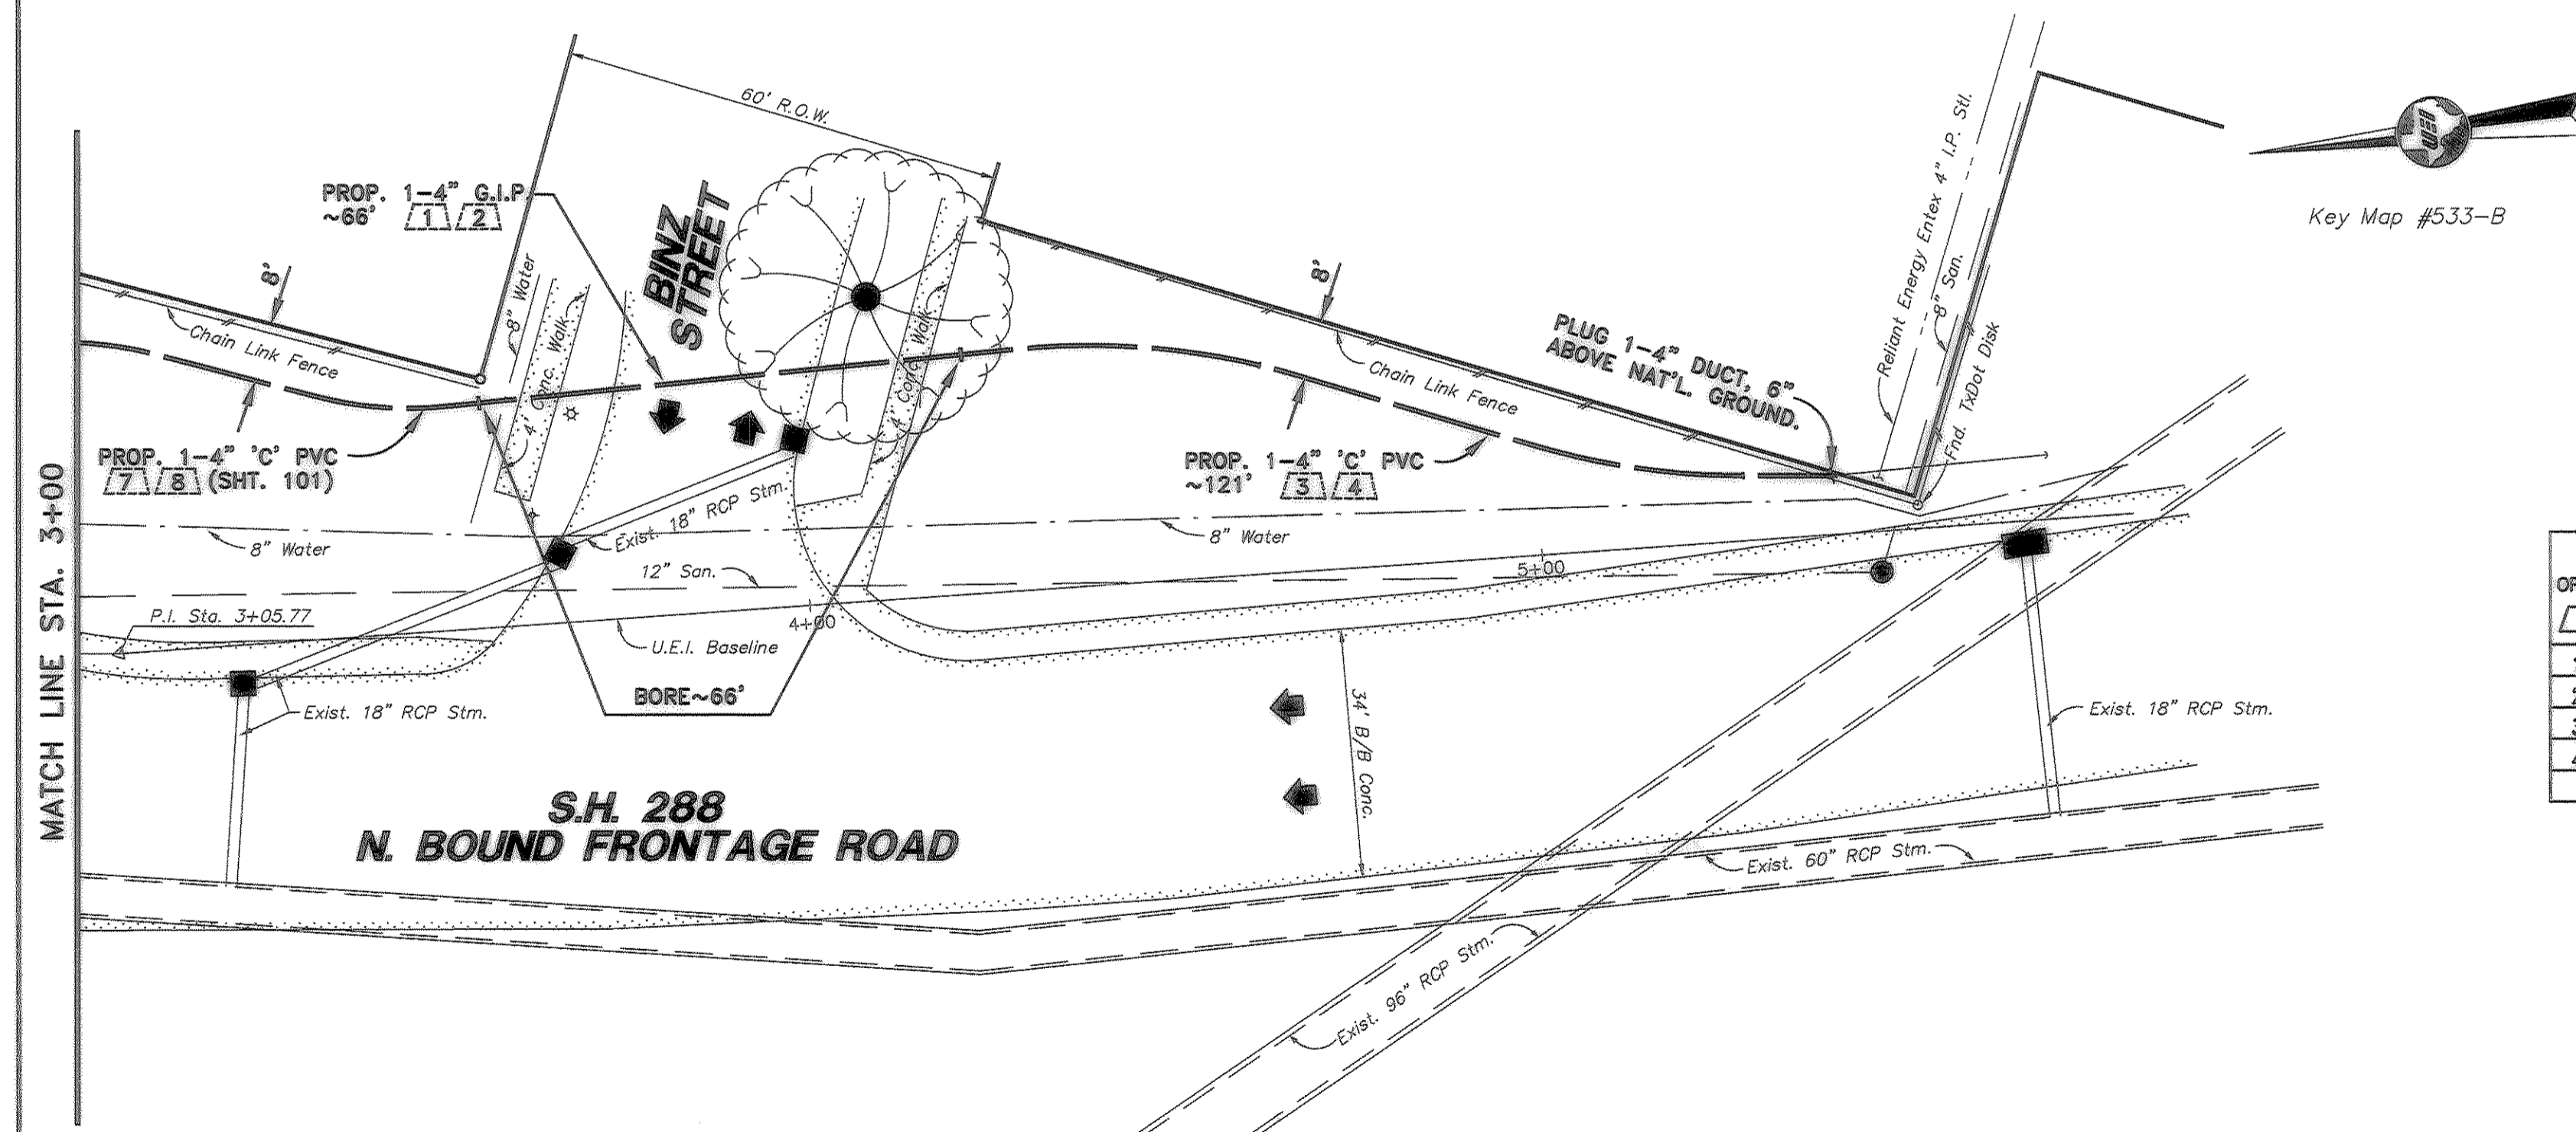 MATCH LINE STA. 3+00
60' R.O.W.
PROP. 1-4" G.I.P.
~66' 1 2
BINZ
STREET
8'
8" Water
4' Conc. Walk
4' Conc. Walk
Chain Link Fence
PROP. 1-4" 'C' PVC
7 8 (SHT. 101)
8" Water
Exist. 18" RCP Stm.
12" San.
P.I. Sta. 3+05.77
4+00
U.E.I. Baseline
BORE~66'
Exist. 18" RCP Stm.
S.H. 288
N. BOUND FRONTAGE ROAD
8'
Chain Link Fence
PROP. 1-4" 'C' PVC
~121' 3 4
PLUG 1-4" DUCT, 6"
ABOVE NAT'L. GROUND.
8" Water
5+00
34' B/B Conc.
Reliant Energy Entex 4" I.P. Stl.
8" San.
Fnd. TxDot Disk
Exist. 18" RCP Stm.
Exist. 60" RCP Stm.
Exist. 96" RCP Stm.
UEI
Key Map #533-B